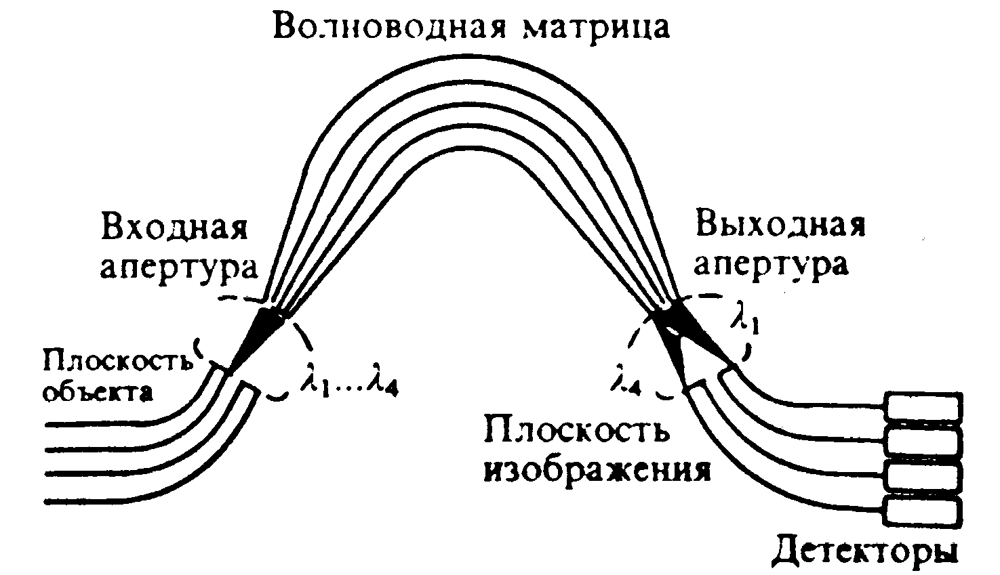 Волноводная матрица
Входная
апертура
Выходная
апертура
λ1
Плоскость
объекта
λ1...λ4
λ4
Плоскость
изображения
Детекторы